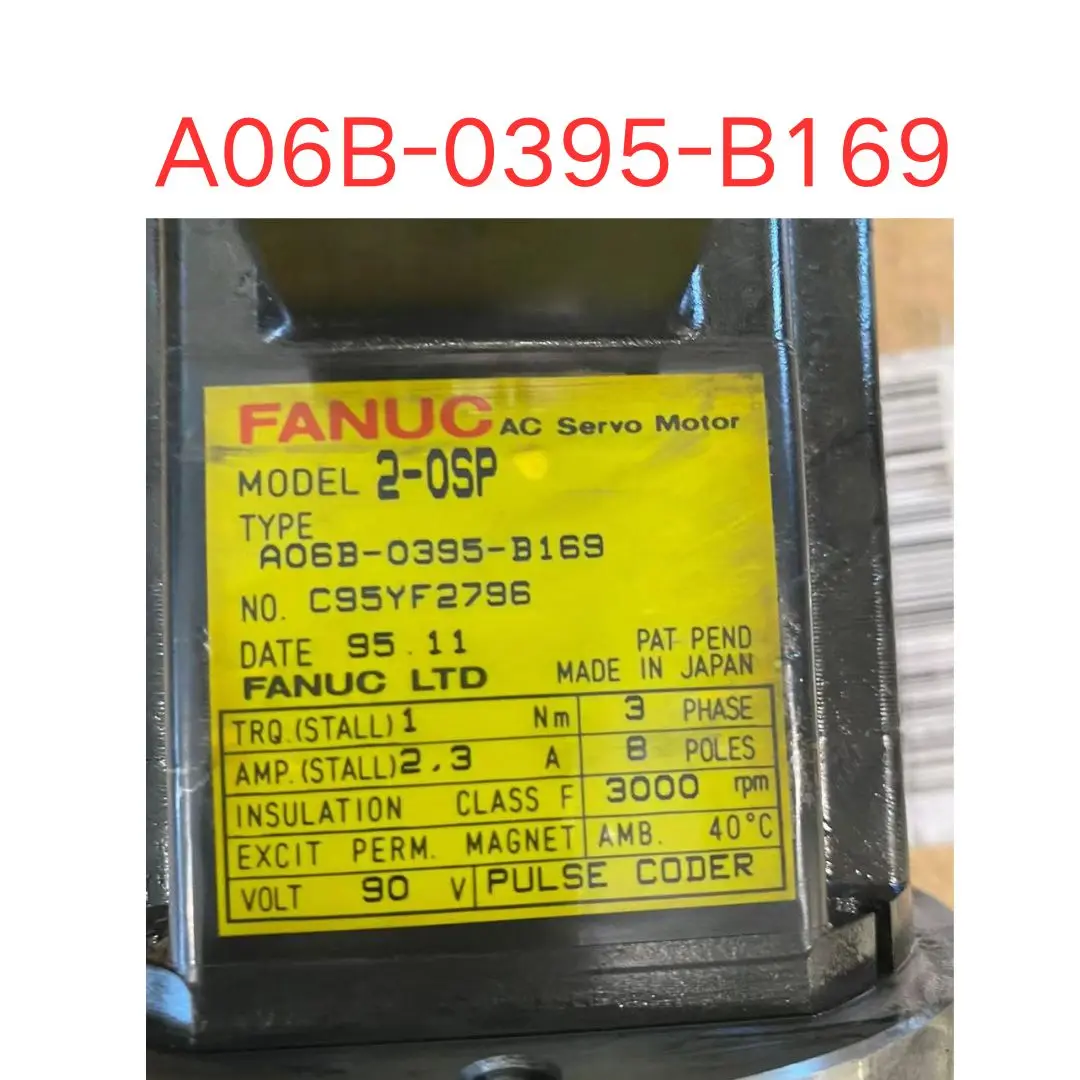 A06B-0395-B169
FANUC AC Servo Motor
MODEL 2-0SP
TYPE
A06B-0395-B169
NO. C95YF2796
DATE 95.11
PAT PEND
FANUC LTD
MADE IN JAPAN
TRQ.(STALL) 1 Nm 3 PHASE
AMP.(STALL) 2.3 A 8 POLES
INSULATION CLASS F 3000 rpm
EXCIT PERM. MAGNET AMB. 40°C
VOLT 90 V PULSE CODER